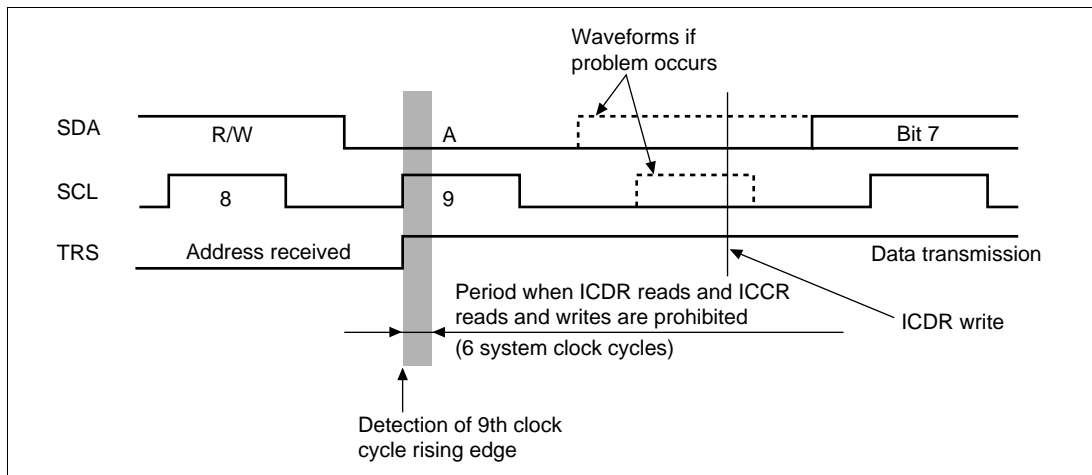 Waveforms if
problem occurs
SDA
R/W
A
Bit 7
SCL
8
9
TRS
Address received
Data transmission
Period when ICDR reads and ICCR
reads and writes are prohibited
(6 system clock cycles)
ICDR write
Detection of 9th clock
cycle rising edge